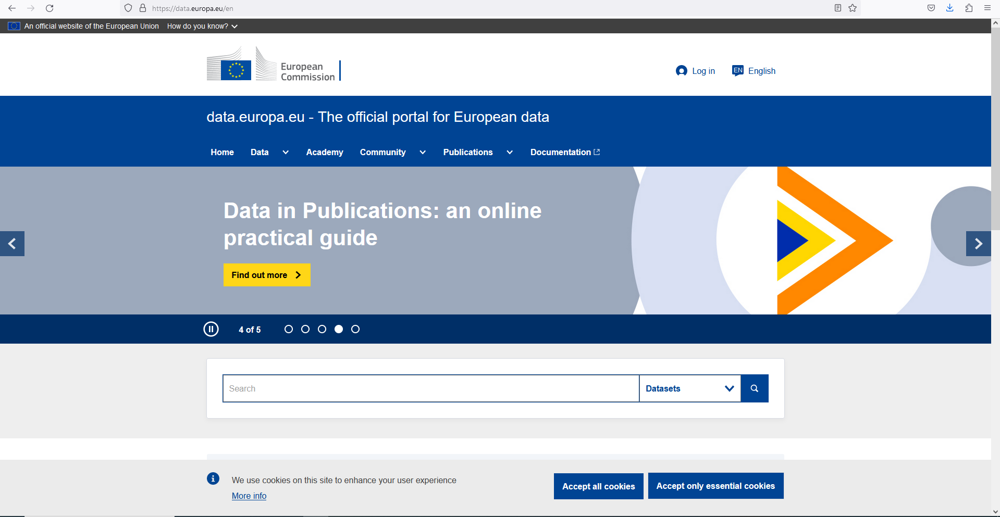 https://data.europa.eu/en
An official website of the European Union How do you know?
European
Commission
Log in
EN English
data.europa.eu - The official portal for European data
Home Data Academy Community Publications Documentation
Data in Publications: an online
practical guide
Find out more
4 of 5
Search
Datasets
We use cookies on this site to enhance your user experience
More info
Accept all cookies
Accept only essential cookies